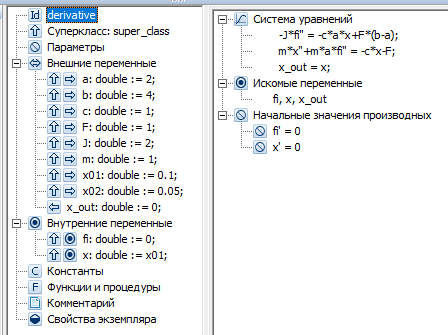 derivative
Суперкласс: super_class
Параметры
Внешние переменные
a: double := 2;
b: double := 4;
c: double := 1;
F: double := 1;
J: double := 2;
m: double := 1;
x01: double := 0.1;
x02: double := 0.05;
x_out: double := 0;
Внутренние переменные
fi: double := 0;
x: double := x01;
C Константы
F Функции и процедуры
Комментарий
Свойства экземпляра
Система уравнений
-J*fi'' = -c*a*x+F*(b-a);
m*x''+m*a*fi'' = -c*x-F;
x_out = x;
Искомые переменные
fi, x, x_out
Начальные значения производных
fi' = 0
x' = 0